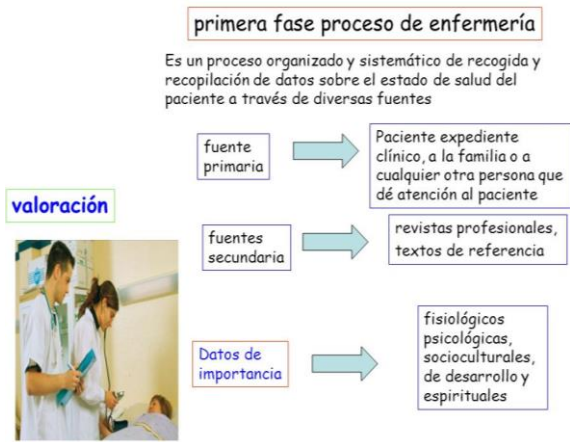 primera fase proceso de enfermería
Es un proceso organizado y sistemático de recogida y
recopilación de datos sobre el estado de salud del
paciente a través de diversas fuentes
fuente
primaria
Paciente expediente
clínico, a la familia o a
cualquier otra persona que
dé atención al paciente
valoración
fuentes
secundaria
revistas profesionales,
textos de referencia
Datos de
importancia
fisiológicos
psicológicas,
socioculturales,
de desarrollo y
espirituales